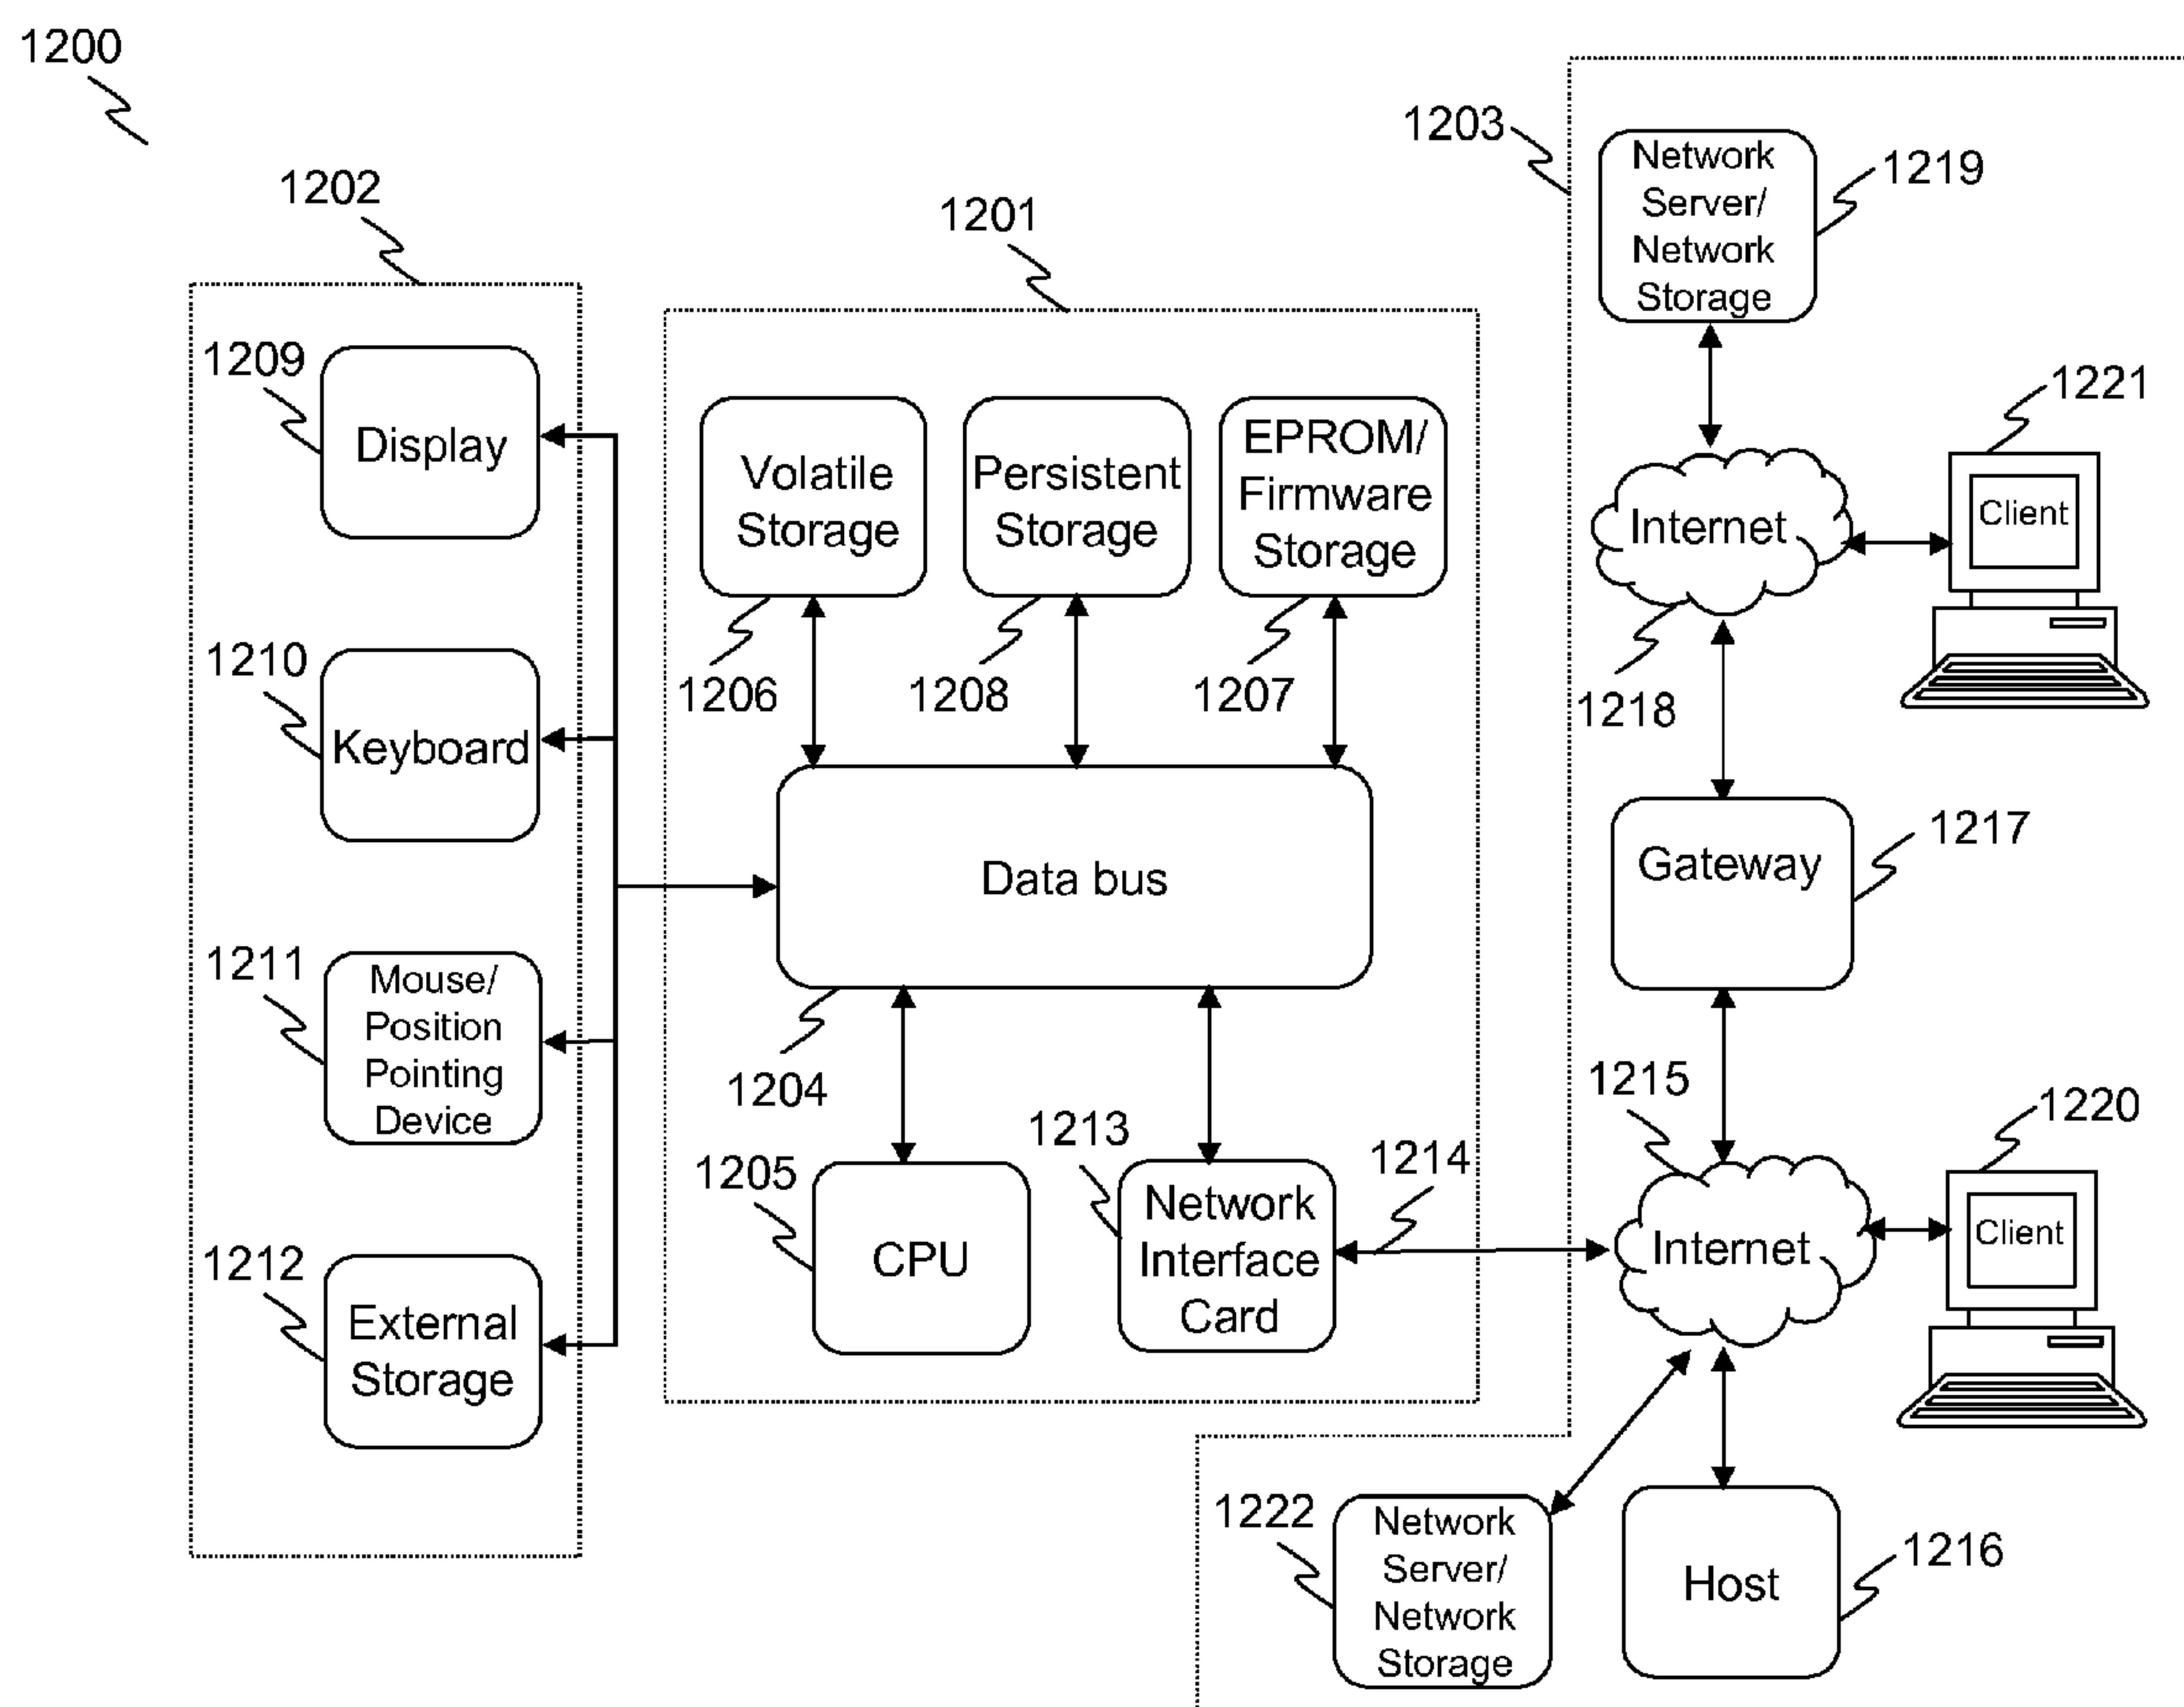 1200
1202
1209
Display
1210
Keyboard
1211
Mouse/
Position
Pointing
Device
1212
External
Storage
1201
Volatile
Storage
1206
Persistent
Storage
1208
EPROM/
Firmware
Storage
1207
Data bus
1204
1205
CPU
1213
Network
Interface
Card
1214
1203
Network
Server/
Network
Storage
1219
Internet
1218
1221
Client
Gateway
1217
1215
Internet
1220
Client
1222
Network
Server/
Network
Storage
Host
1216